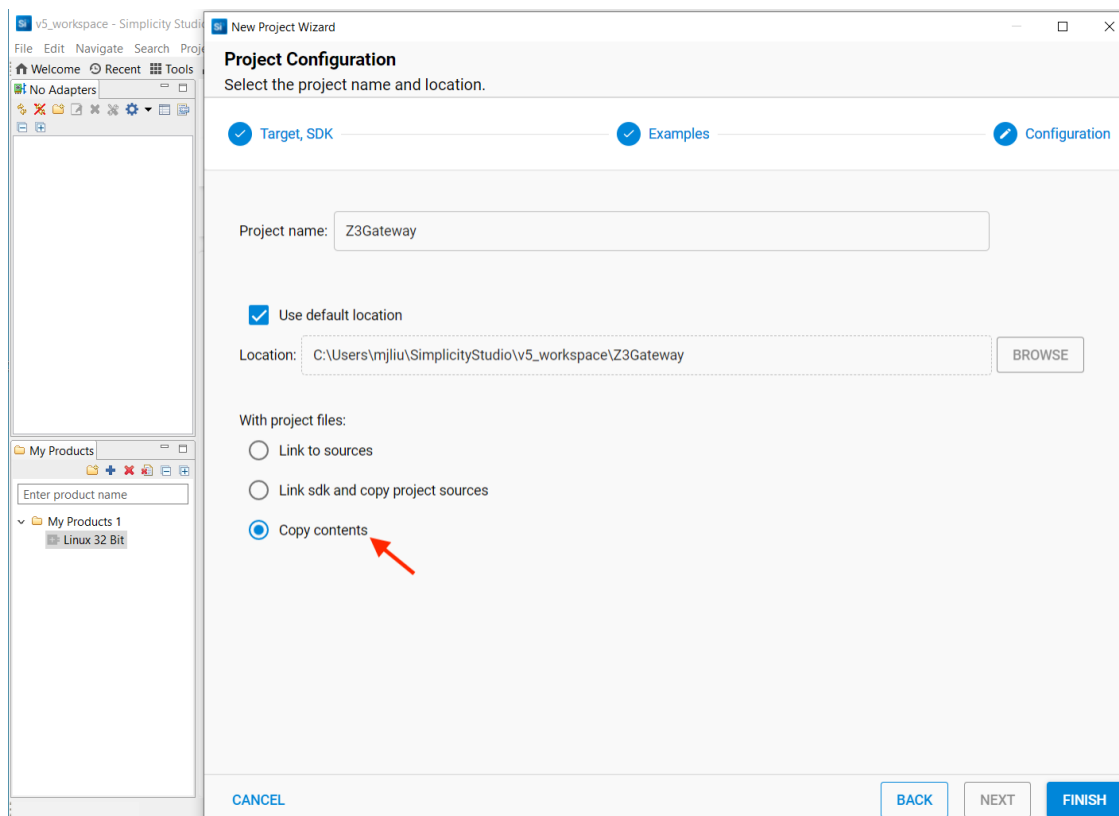 Si v5_workspace - Simplicity Studi
File Edit Navigate Search Proje
Welcome Recent Tools
No Adapters
My Products
Enter product name
My Products 1
Linux 32 Bit
Si New Project Wizard
Project Configuration
Select the project name and location.
Target, SDK Examples Configuration
Project name: Z3Gateway
Use default location
Location: C:\Users\mjliu\SimplicityStudio\v5_workspace\Z3Gateway BROWSE
With project files:
Link to sources
Link sdk and copy project sources
Copy contents
CANCEL BACK NEXT FINISH